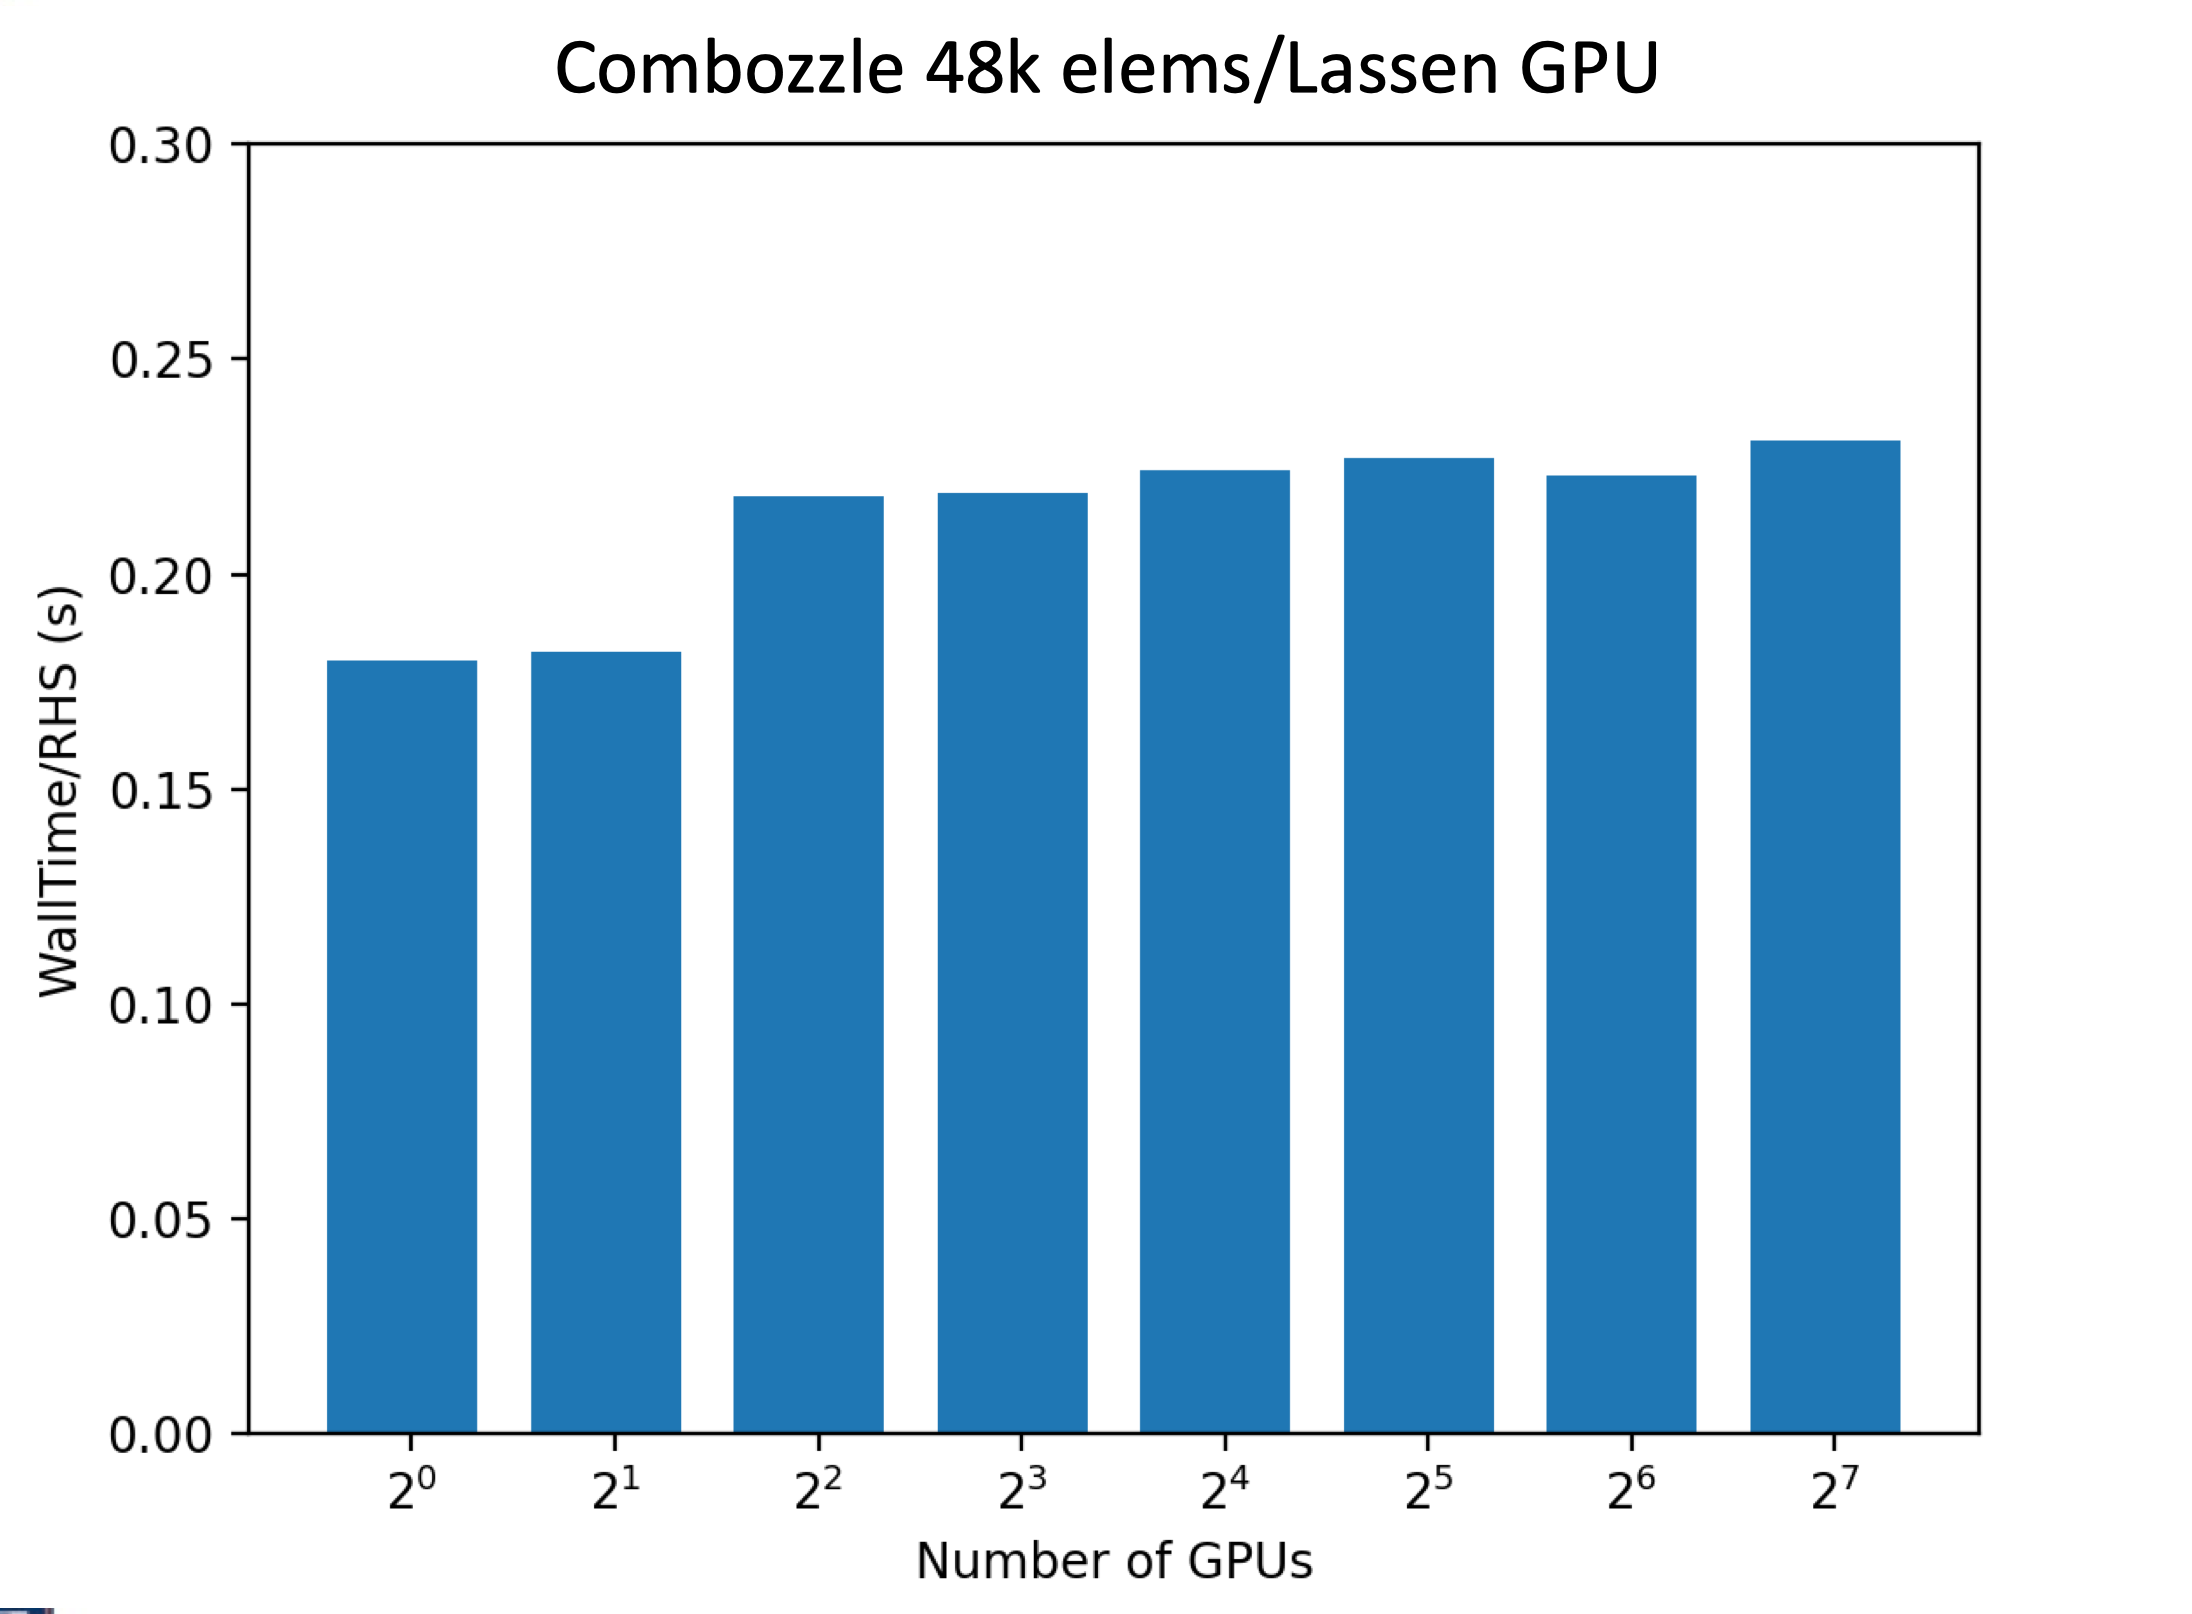 Combozzle 48k elems/Lassen GPU
0.30
0.25
0.20
0.15
0.10
0.05
0.00
WallTime/RHS (s)
2⁰ 2¹ 2² 2³ 2⁴ 2⁵ 2⁶ 2⁷
Number of GPUs